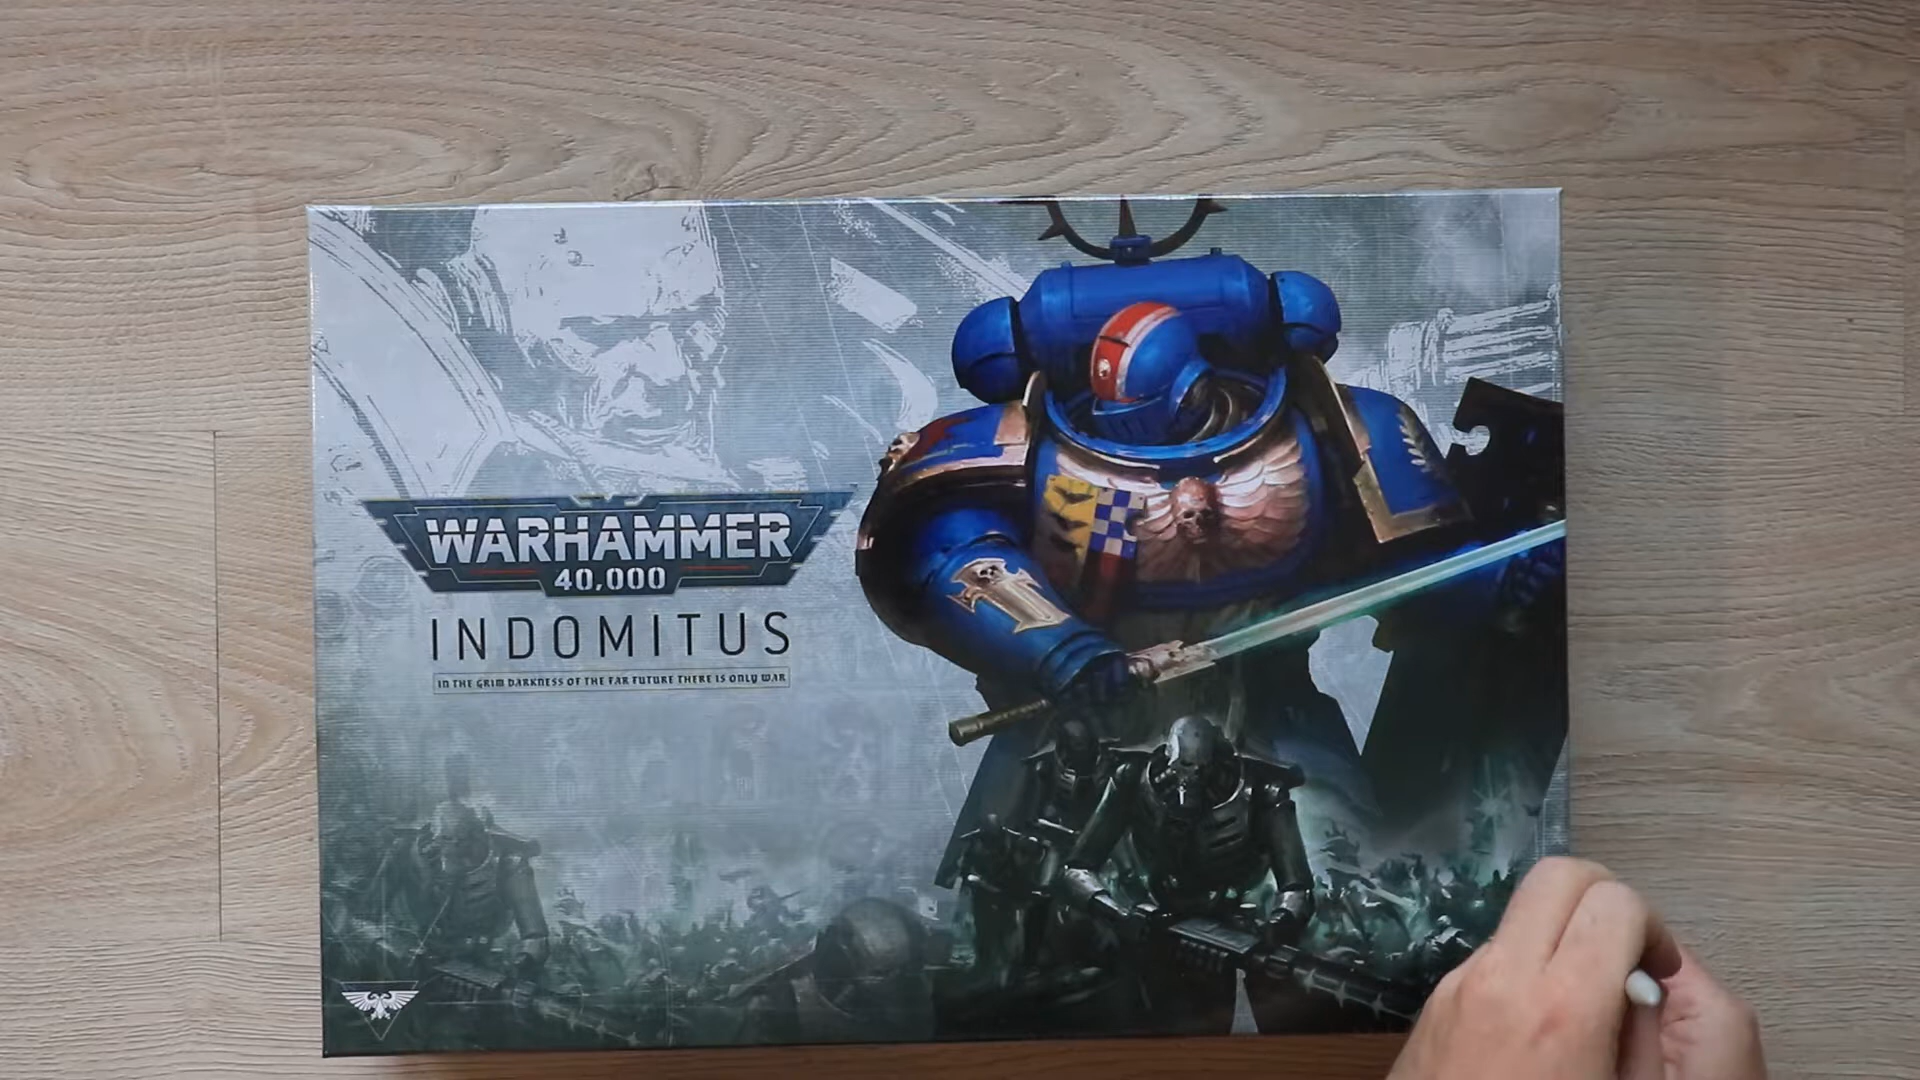 WARHAMMER
40,000
INDOMITUS
IN THE GRIM DARKNESS OF THE FAR FUTURE THERE IS ONLY WAR